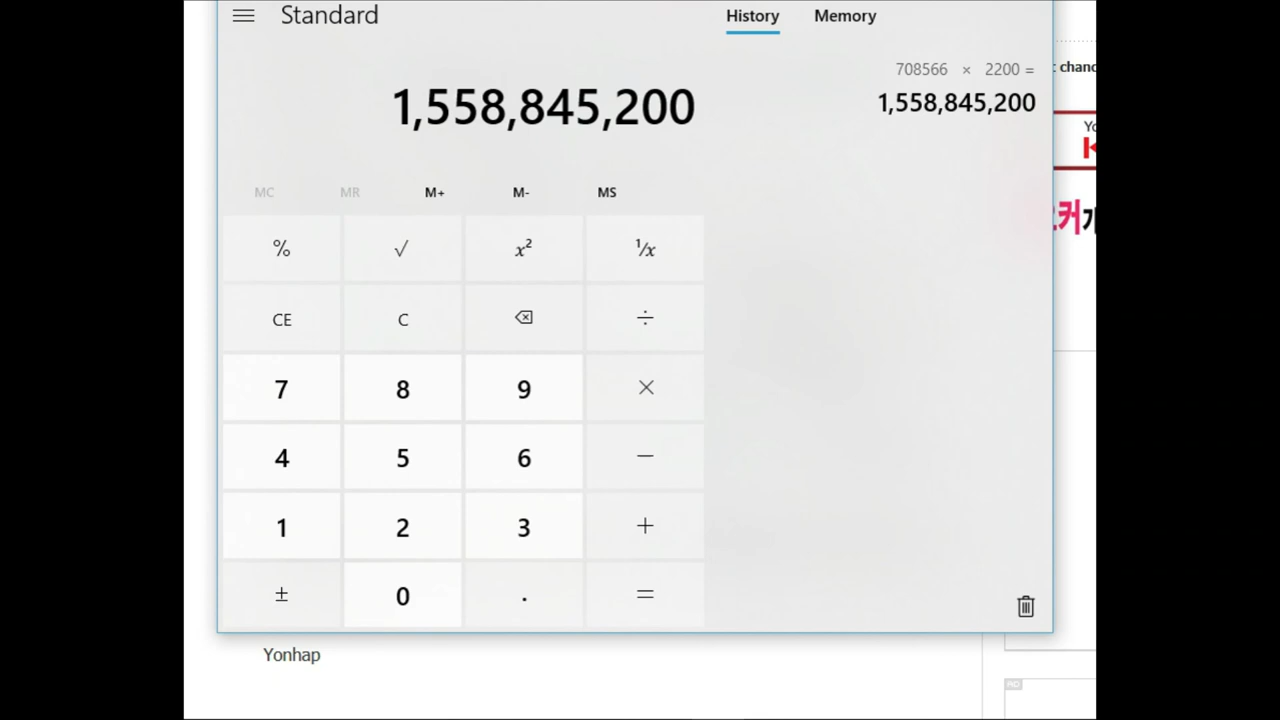 Standard
History Memory
708566 × 2200 =
1,558,845,200
1,558,845,200
MC MR M+ M- MS
% √ x² ¹/x
CE C ÷
7 8 9 ×
4 5 6 −
1 2 3 +
± 0 . =
Yonhap
커